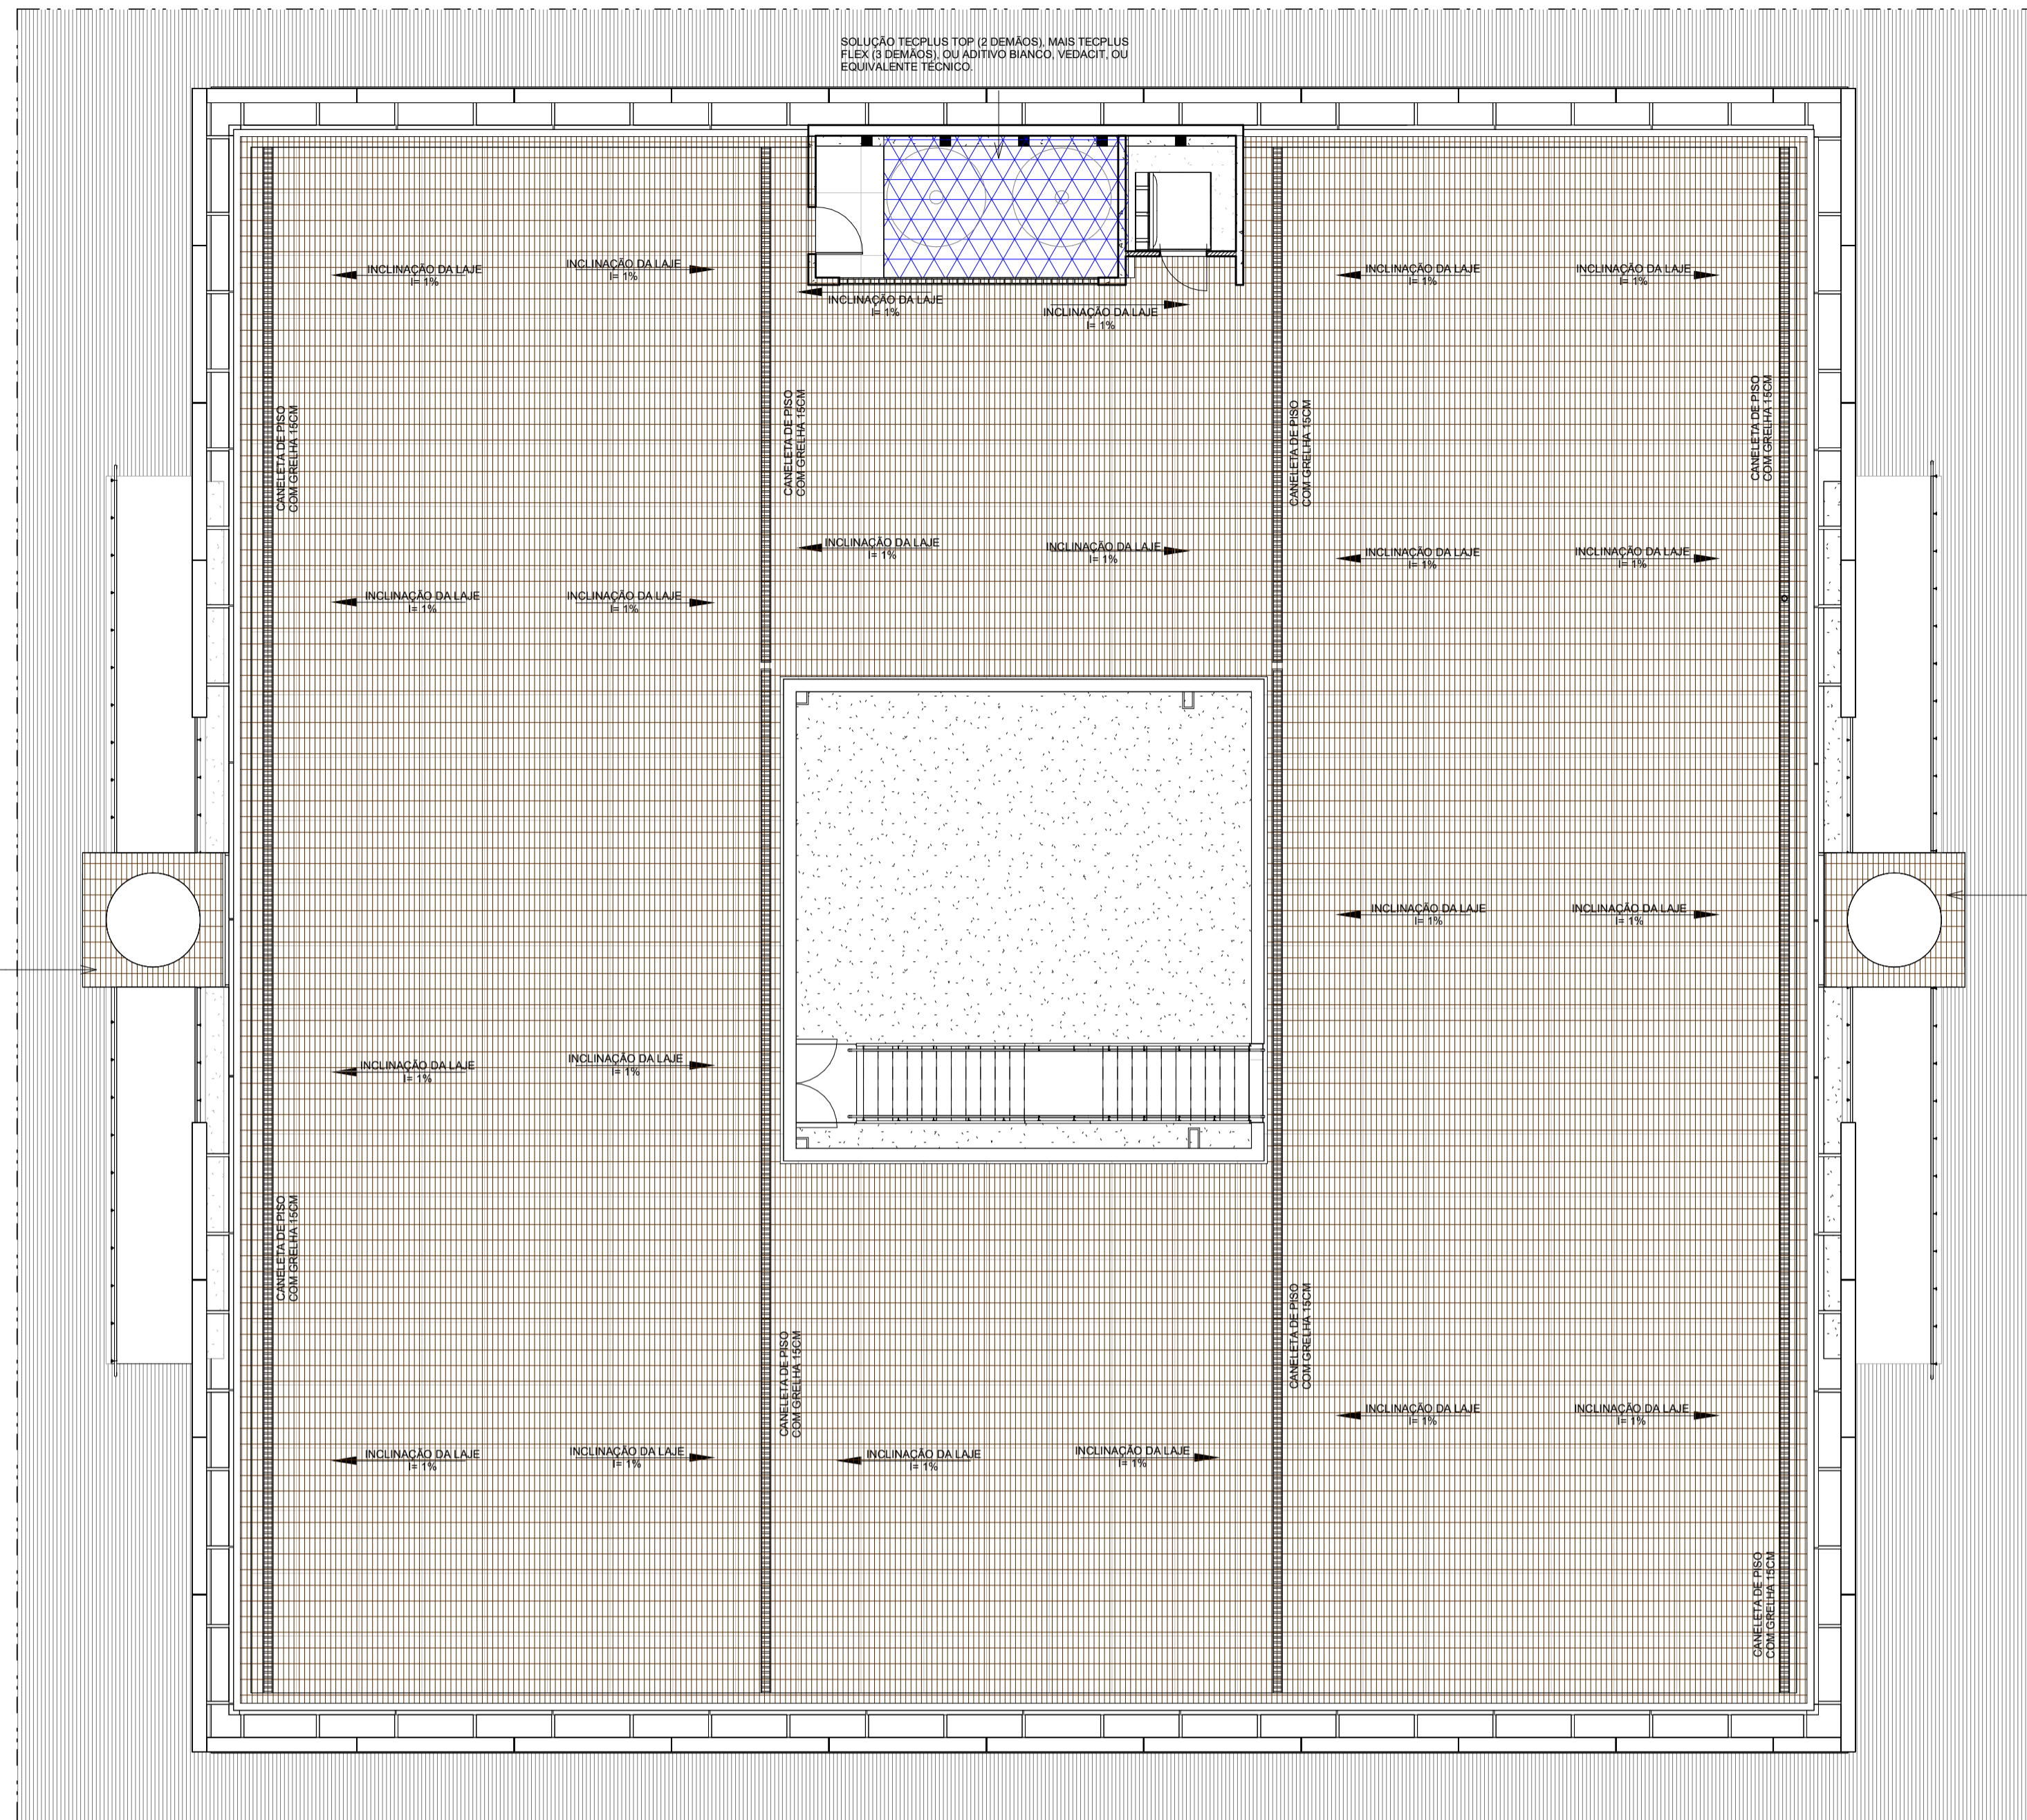 SOLUÇÃO TECPLUS TOP (2 DEMÃOS), MAIS TECPLUS
FLEX (3 DEMÃOS), OU ADITIVO BIANCO, VEDACIT, OU
EQUIVALENTE TÉCNICO.
INCLINAÇÃO DA LAJE
I= 1%
INCLINAÇÃO DA LAJE
I= 1%
INCLINAÇÃO DA LAJE
I= 1%
INCLINAÇÃO DA LAJE
I= 1%
INCLINAÇÃO DA LAJE
I= 1%
INCLINAÇÃO DA LAJE
I= 1%
CANELETA DE PISO
COM GRELHA 15CM
CANELETA DE PISO
COM GRELHA 15CM
CANELETA DE PISO
COM GRELHA 15CM
CANELETA DE PISO
COM GRELHA 15CM
INCLINAÇÃO DA LAJE
I= 1%
INCLINAÇÃO DA LAJE
I= 1%
INCLINAÇÃO DA LAJE
I= 1%
INCLINAÇÃO DA LAJE
I= 1%
INCLINAÇÃO DA LAJE
I= 1%
INCLINAÇÃO DA LAJE
I= 1%
INCLINAÇÃO DA LAJE
I= 1%
INCLINAÇÃO DA LAJE
I= 1%
INCLINAÇÃO DA LAJE
I= 1%
INCLINAÇÃO DA LAJE
I= 1%
CANELETA DE PISO
COM GRELHA 15CM
CANELETA DE PISO
COM GRELHA 15CM
CANELETA DE PISO
COM GRELHA 15CM
INCLINAÇÃO DA LAJE
I= 1%
INCLINAÇÃO DA LAJE
I= 1%
INCLINAÇÃO DA LAJE
I= 1%
INCLINAÇÃO DA LAJE
I= 1%
INCLINAÇÃO DA LAJE
I= 1%
INCLINAÇÃO DA LAJE
I= 1%
CANELETA DE PISO
COM GRELHA 15CM